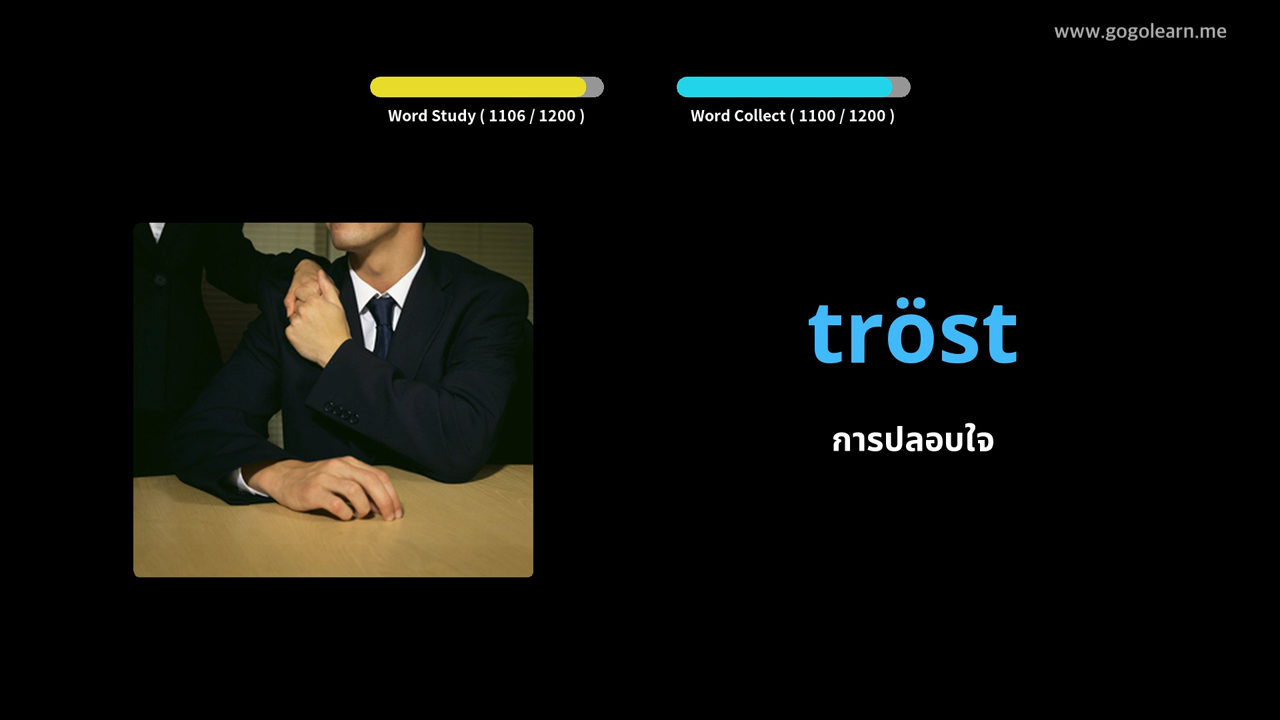 www.gogolearn.me
Word Study ( 1106 / 1200 )
Word Collect ( 1100 / 1200 )
tröst
การปลอบใจ